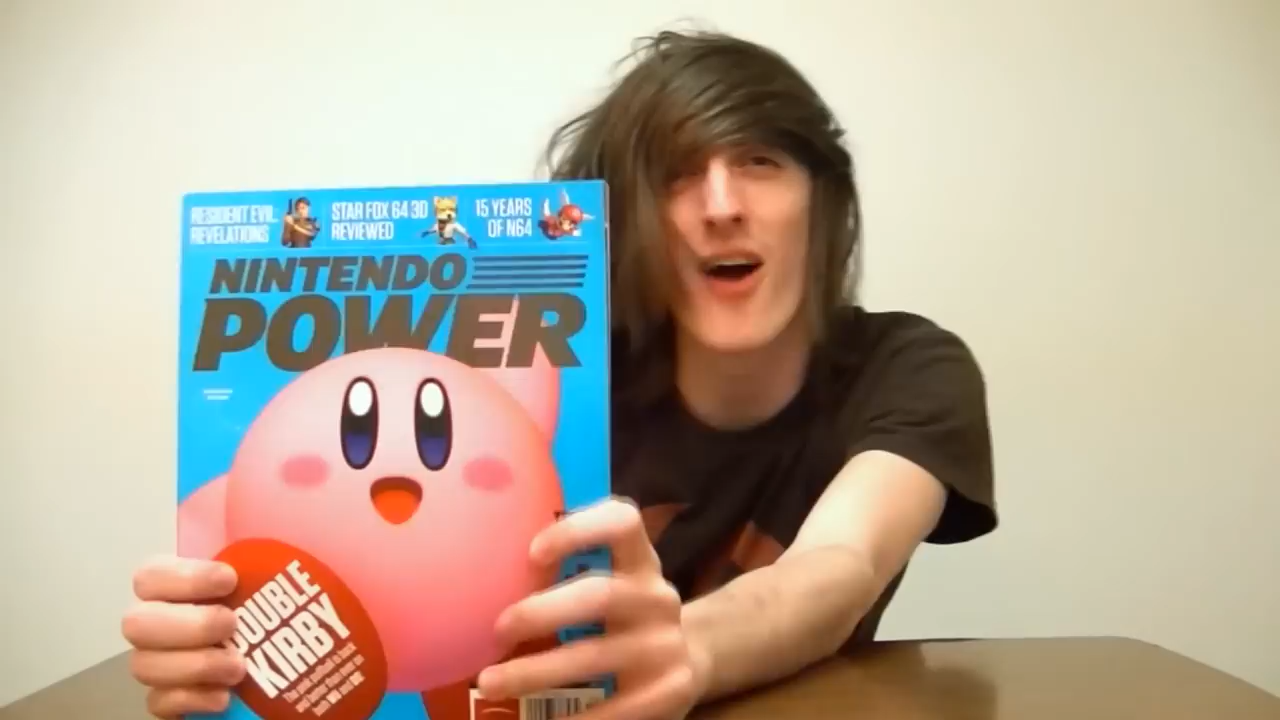 RESIDENT EVIL:
REVELATIONS
STAR FOX 64 3D
REVIEWED
15 YEARS
OF N64
NINTENDO
POWER
DOUBLE
KIRBY